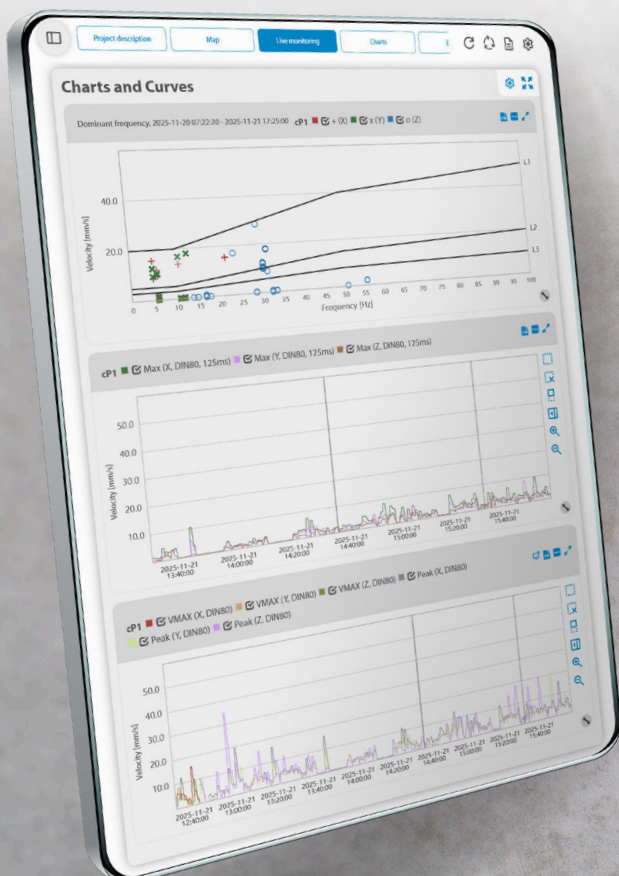 Project description Map Live monitoring Charts
Charts and Curves
Dominant frequency, 2025-11-20 07:22:20 - 2025-11-21 17:25:00 cP1 + (X) x (Y) o (Z)
Velocity [mm/s]
40.0
20.0
L1
L2
L3
0 5 10 15 20 25 30 35 40 45 50 55 60 65 70 75 80 85 90 95 100
Frequency [Hz]
cP1 Max (X, DIN80, 125ms) Max (Y, DIN80, 125ms) Max (Z, DIN80, 125ms)
Velocity [mm/s]
50.0
40.0
30.0
20.0
10.0
2025-11-21 13:40:00
2025-11-21 14:00:00
2025-11-21 14:20:00
2025-11-21 14:40:00
2025-11-21 15:00:00
2025-11-21 15:20:00
2025-11-21 15:40:00
cP1 VMAX (X, DIN80) VMAX (Y, DIN80) VMAX (Z, DIN80) Peak (X, DIN80)
Peak (Y, DIN80) Peak (Z, DIN80)
Velocity [mm/s]
50.0
40.0
30.0
20.0
10.0
2025-11-21 12:40:00
2025-11-21 13:00:00
2025-11-21 13:20:00
2025-11-21 13:40:00
2025-11-21 14:00:00
2025-11-21 14:20:00
2025-11-21 14:40:00
2025-11-21 15:00:00
2025-11-21 15:20:00
2025-11-21 15:40:00